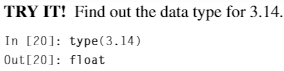 TRY IT! Find out the data type for 3.14.
In [20]: type(3.14)
Out[20]: float